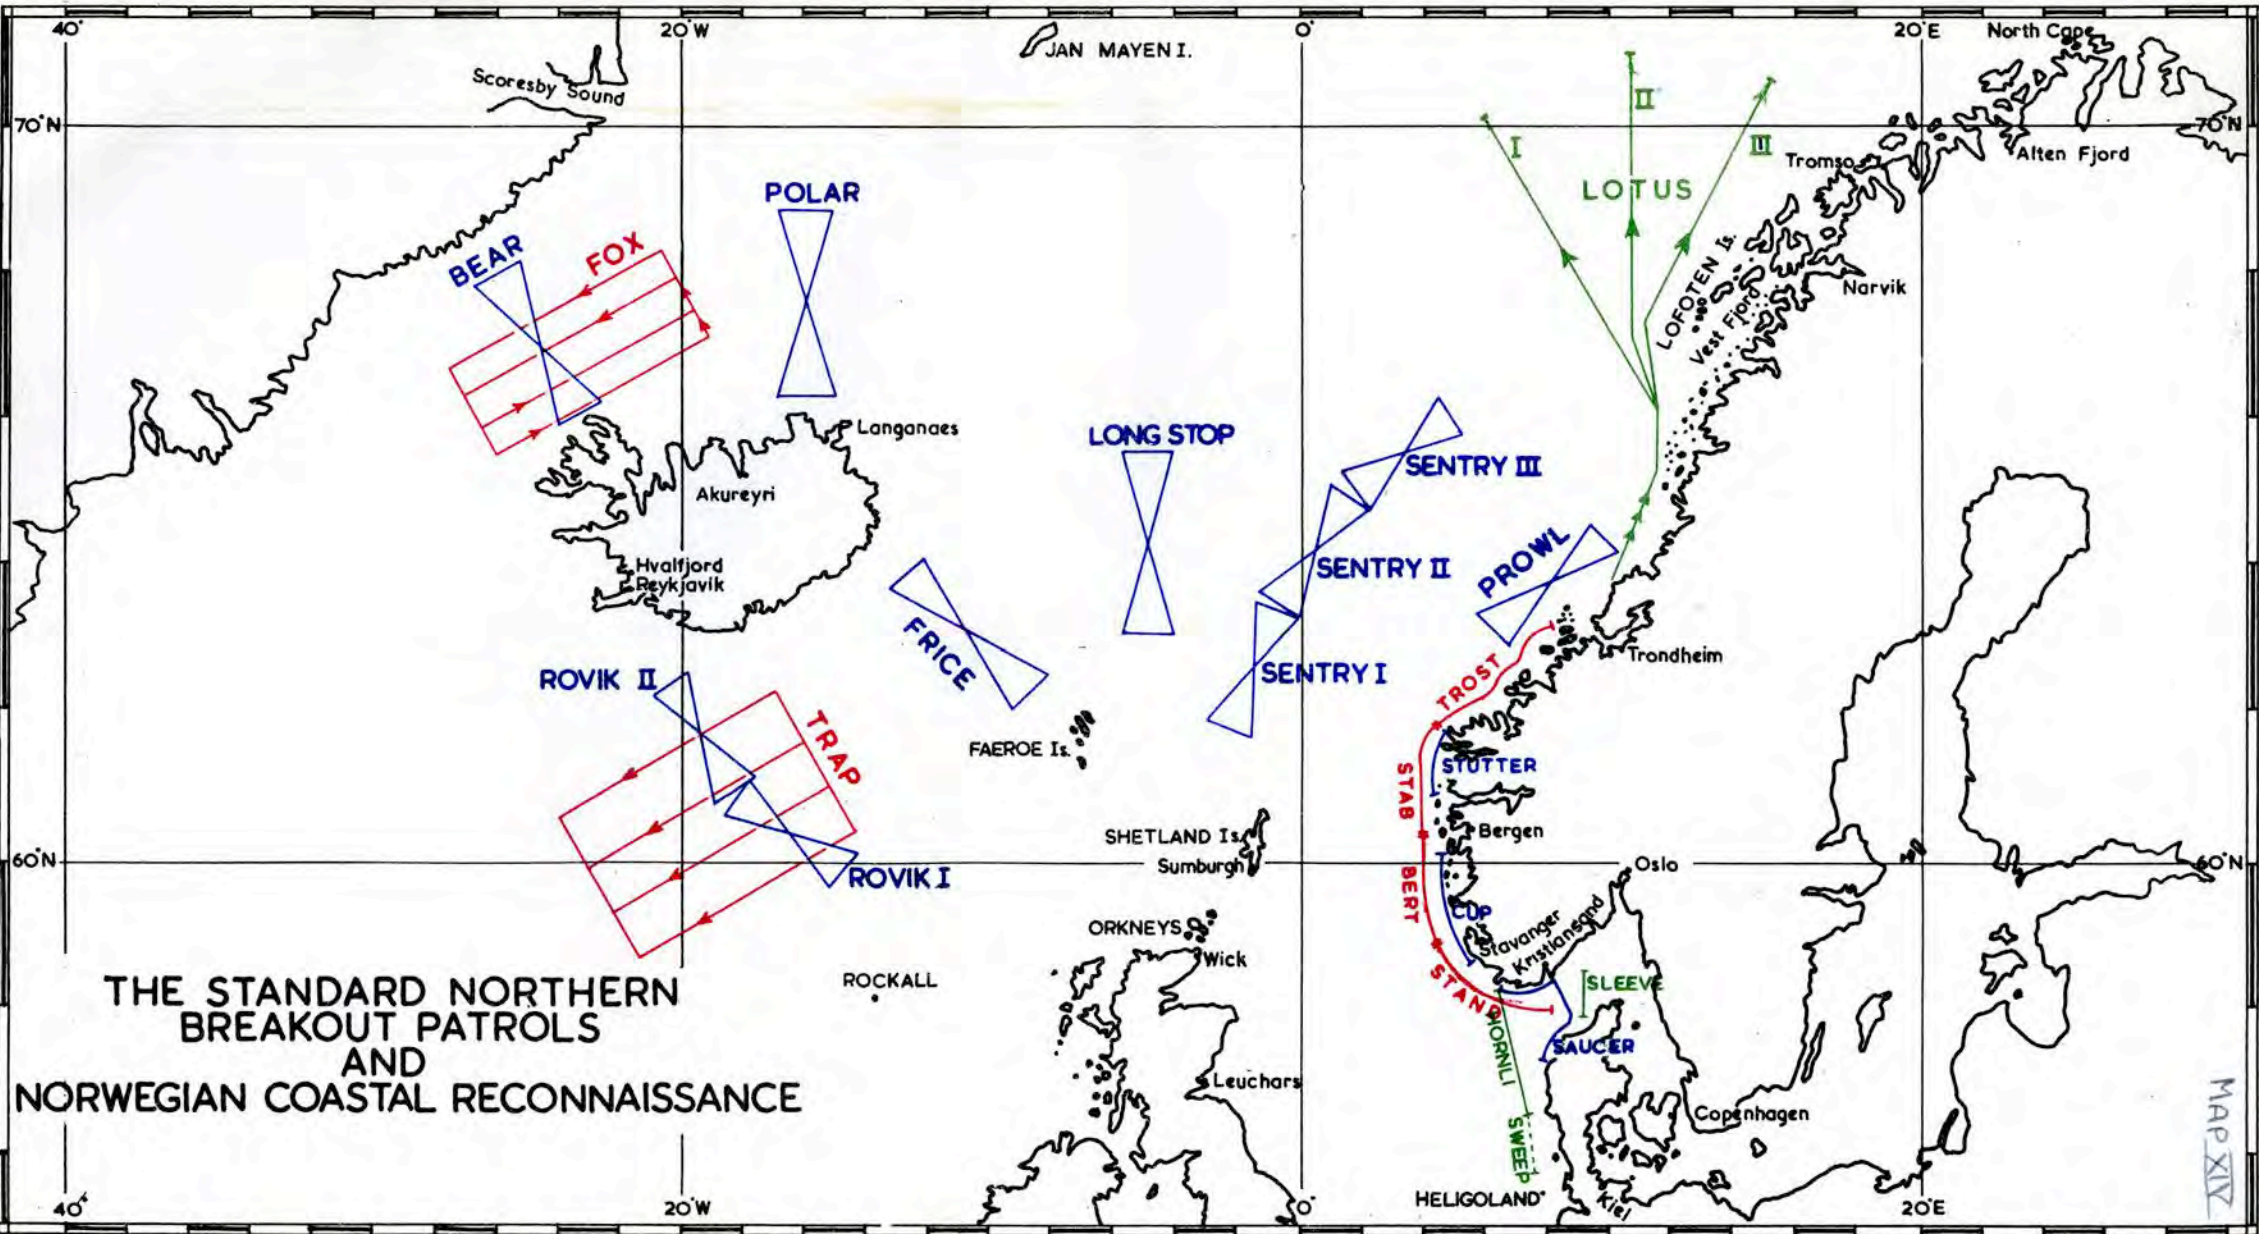 40°
20°W
0°
20°E
North Cape
JAN MAYEN I.
Scoresby Sound
70°N
70°N
I
II
III
LOTUS
Tromso
Alten Fjord
POLAR
BEAR
FOX
LOFOTEN Is.
Vest Fjord
Narvik
Langanaes
LONG STOP
SENTRY III
Akureyri
Hvalfjord
Reykjavik
SENTRY II
PROWL
FRICE
Trondheim
SENTRY I
ROVIK II
TROST
TRAP
FAEROE Is.
STUTTER
STAB
SHETLAND Is.
Sumburgh
Bergen
60°N
Oslo
60°N
ROVIK I
BERT
CUP
ORKNEYS
Stavanger
Kristiansand
Wick
ROCKALL
STAND
SLEEVE
THE STANDARD NORTHERN
BREAKOUT PATROLS
AND
NORWEGIAN COASTAL RECONNAISSANCE
HORNLI
SAUCER
Leuchars
Copenhagen
SWEEP
HELIGOLAND
Kiel
MAP XIV
40°
20°W
0°
20°E